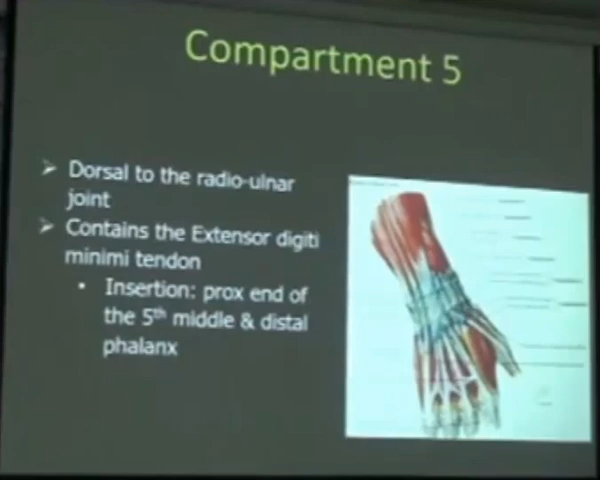 Compartment 5
➢ Dorsal to the radio-ulnar
joint
➢ Contains the Extensor digiti
minimi tendon
• Insertion: prox end of
the 5th middle & distal
phalanx